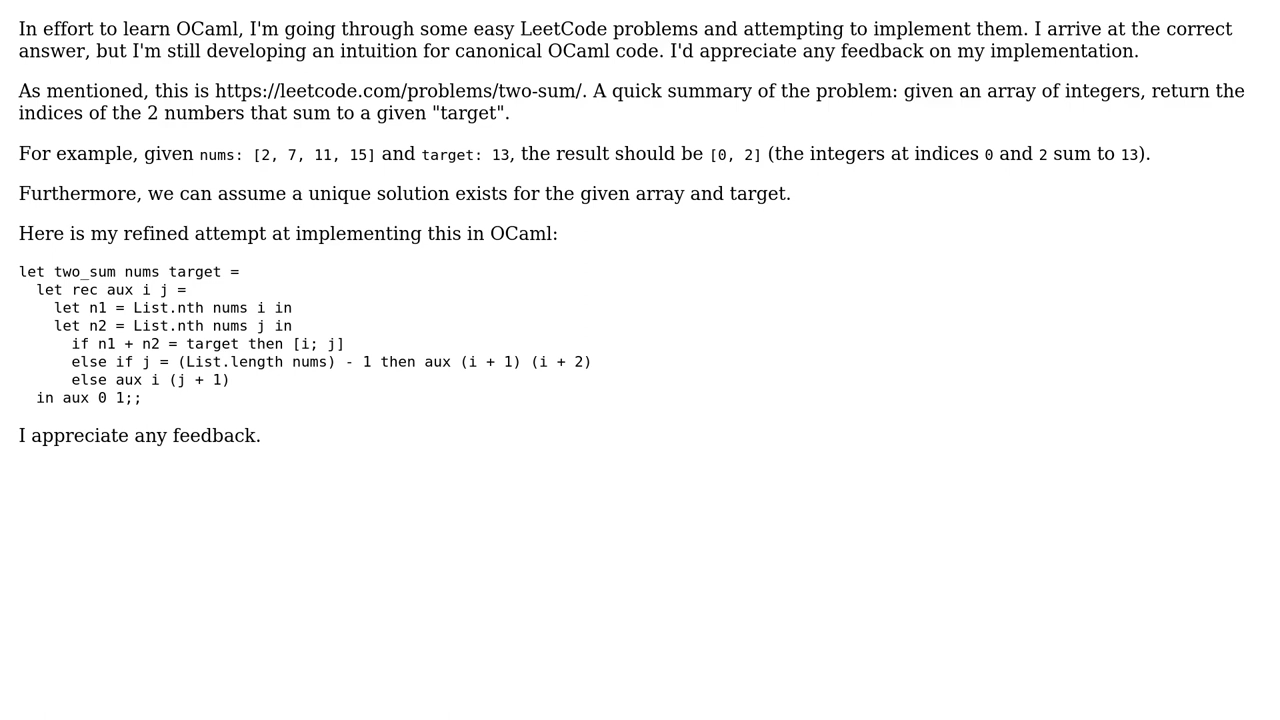 In effort to learn OCaml, I'm going through some easy LeetCode problems and attempting to implement them. I arrive at the correct
answer, but I'm still developing an intuition for canonical OCaml code. I'd appreciate any feedback on my implementation.
As mentioned, this is https://leetcode.com/problems/two-sum/. A quick summary of the problem: given an array of integers, return the
indices of the 2 numbers that sum to a given "target".
For example, given nums: [2, 7, 11, 15] and target: 13, the result should be [0, 2] (the integers at indices 0 and 2 sum to 13).
Furthermore, we can assume a unique solution exists for the given array and target.
Here is my refined attempt at implementing this in OCaml:
let two_sum nums target =
  let rec aux i j =
    let n1 = List.nth nums i in
    let n2 = List.nth nums j in
      if n1 + n2 = target then [i; j]
      else if j = (List.length nums) - 1 then aux (i + 1) (i + 2)
      else aux i (j + 1)
  in aux 0 1;;
I appreciate any feedback.